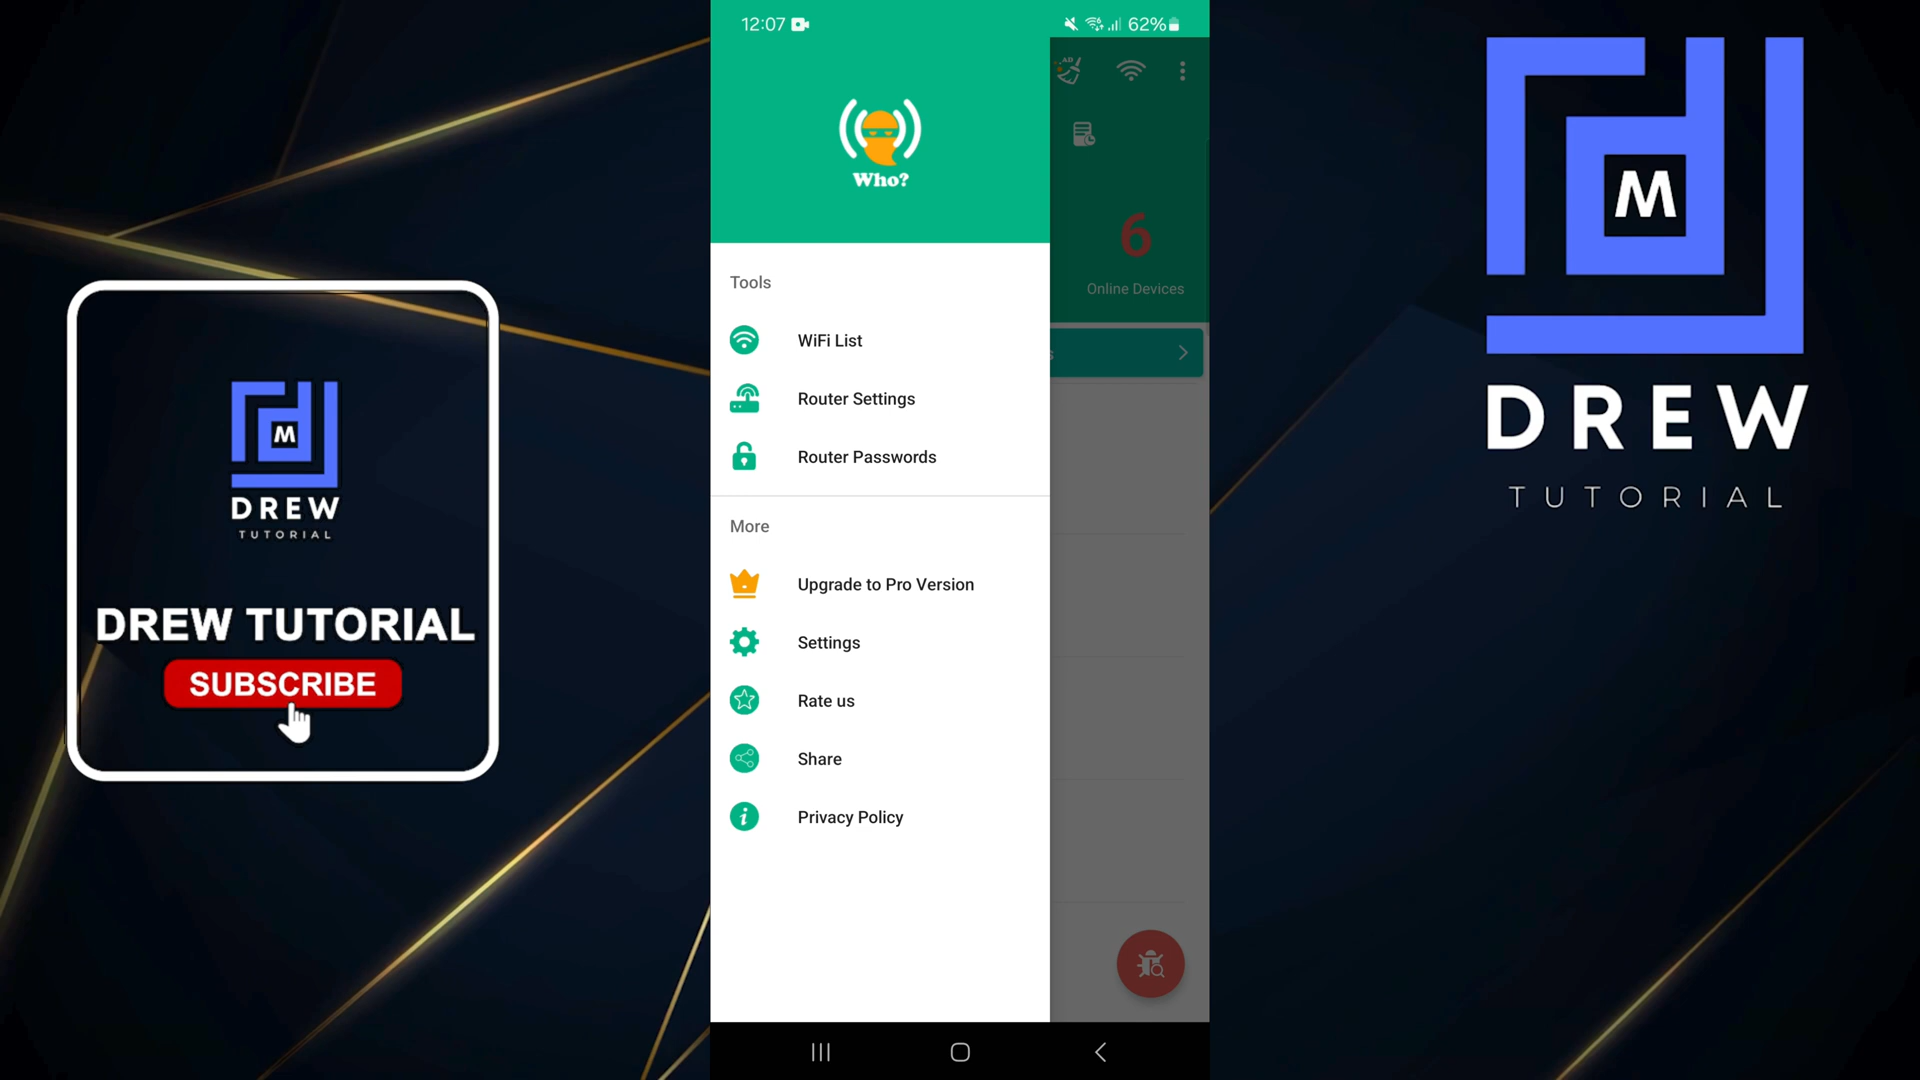 12:07
62%
AD
Who?
6
Online Devices
s
Tools
WiFi List
Router Settings
Router Passwords
More
Upgrade to Pro Version
Settings
Rate us
Share
Privacy Policy
M
DREW
TUTORIAL
DREW TUTORIAL
SUBSCRIBE
M
DREW
TUTORIAL